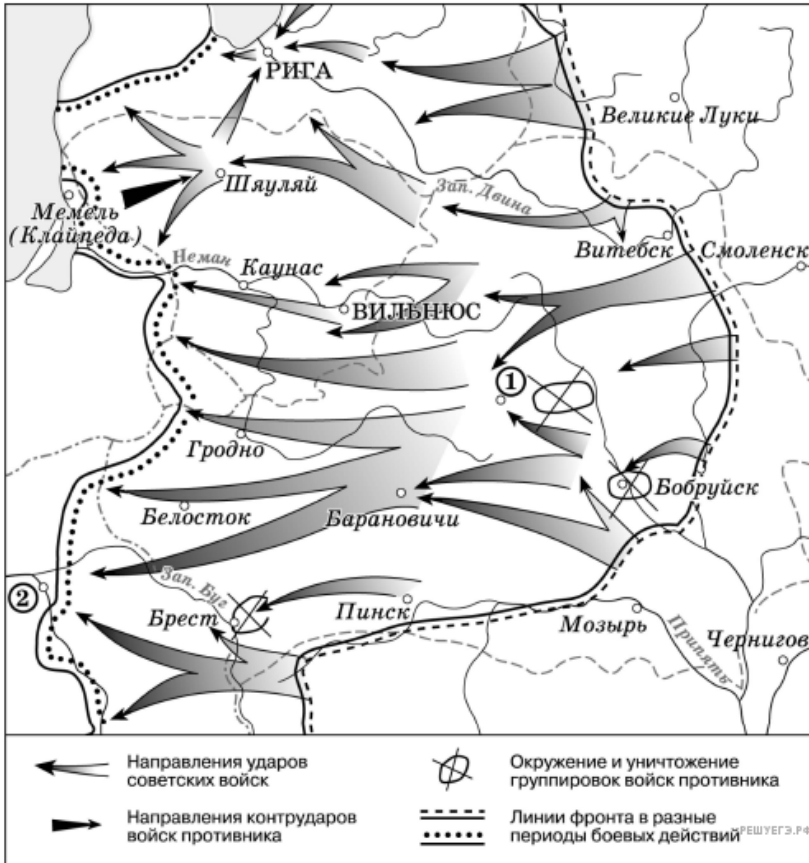 РИГА
Великие Луки
Шяуляй
Зап. Двина
Мемель
(Клайпеда)
Витебск
Смоленск
Неман
Каунас
ВИЛЬНЮС
1
Гродно
Бобруйск
Белосток
Барановичи
2
Зап. Буг
Брест
Пинск
Мозырь
Припять
Чернигов
Направления ударов
советских войск
Окружение и уничтожение
группировок войск противника
Направления контрударов
войск противника
Линии фронта в разные
периоды боевых действий
РЕШУЕГЭ.РФ